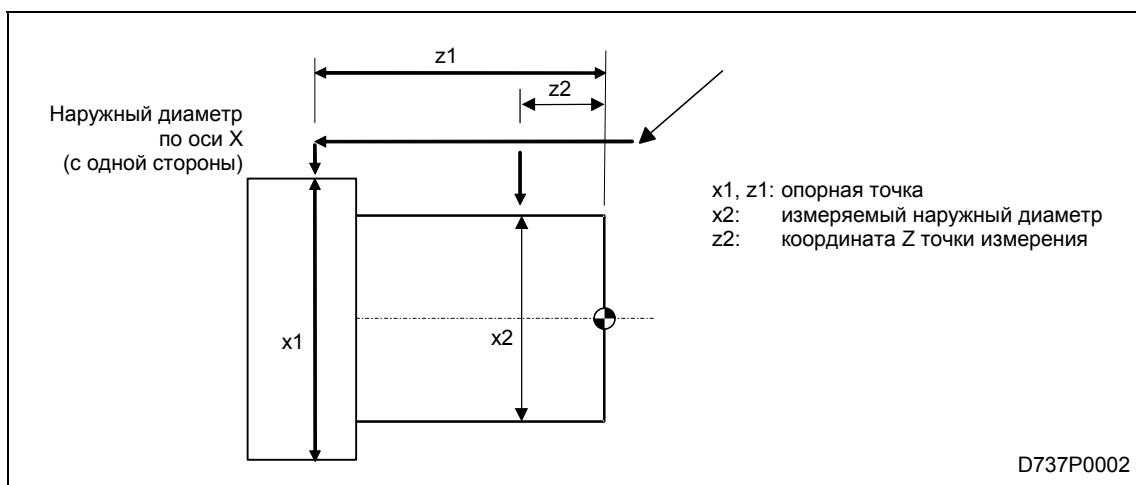 z1
z2
Наружный диаметр
по оси X
(с одной стороны)
x1, z1: опорная точка
x2: измеряемый наружный диаметр
z2: координата Z точки измерения
x1
x2
D737P0002